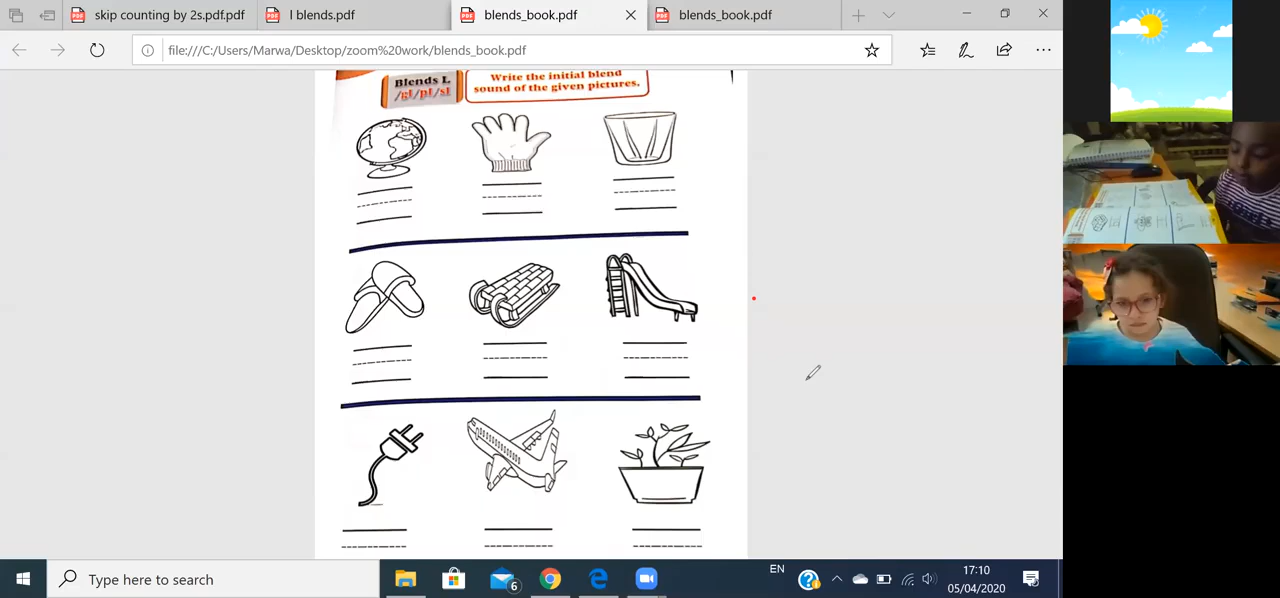 skip counting by 2s.pdf.pdf
l blends.pdf
blends_book.pdf
blends_book.pdf
file:///C:/Users/Marwa/Desktop/zoom%20work/blends_book.pdf
Blends L
/gl/pl/sl
Write the initial blend
sound of the given pictures.
Type here to search
6
EN
17:10
05/04/2020